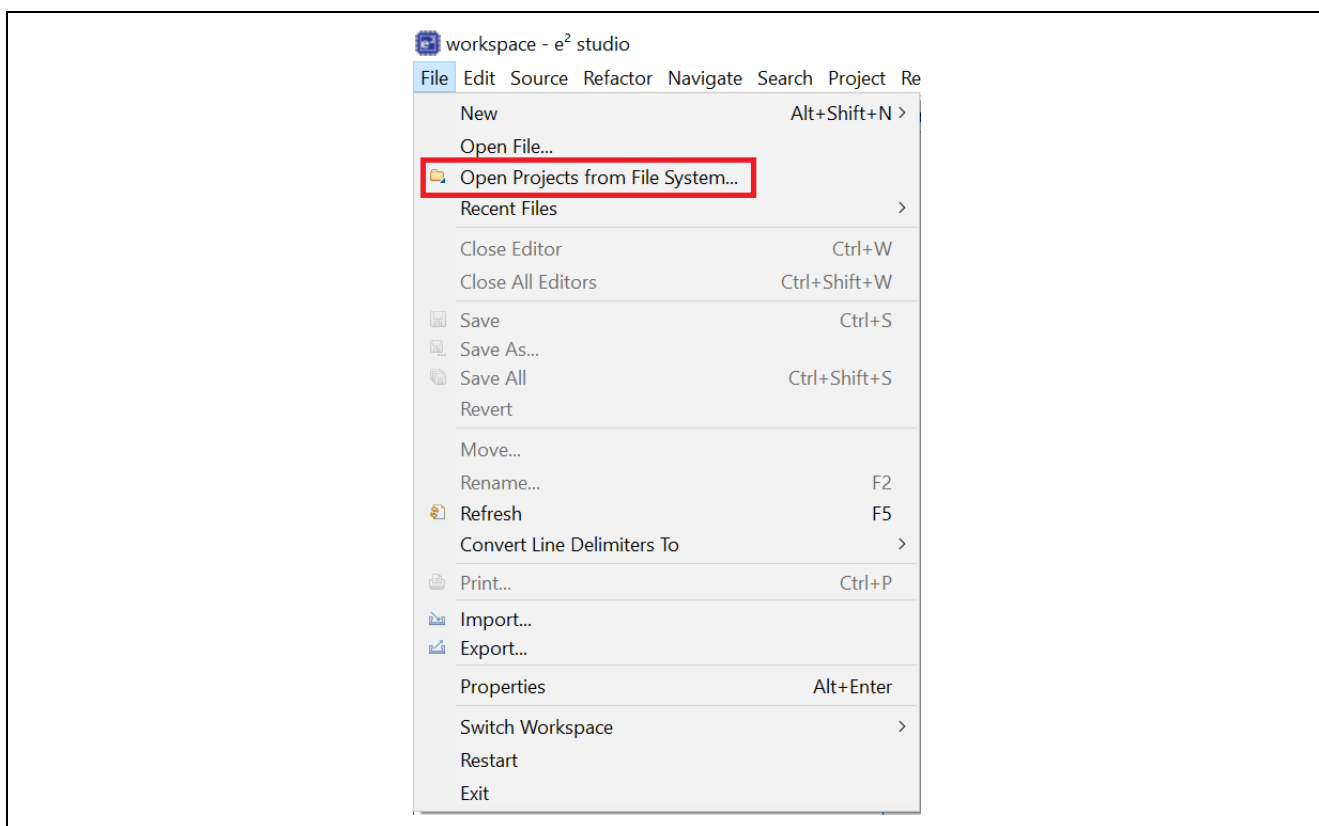 workspace - e² studio
File Edit Source Refactor Navigate Search Project Re
New Alt+Shift+N >
Open File...
Open Projects from File System...
Recent Files >
Close Editor Ctrl+W
Close All Editors Ctrl+Shift+W
Save Ctrl+S
Save As...
Save All Ctrl+Shift+S
Revert
Move...
Rename... F2
Refresh F5
Convert Line Delimiters To >
Print... Ctrl+P
Import...
Export...
Properties Alt+Enter
Switch Workspace >
Restart
Exit